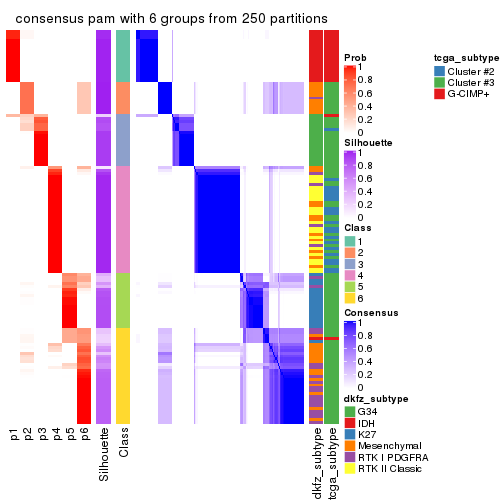 consensus pam with 6 groups from 250 partitions
Prob
1
0.8
0.6
0.4
0.2
0
Silhouette
1
0.8
0.6
0.4
0.2
0
Class
1
2
3
4
5
6
Consensus
1
0.8
0.6
0.4
0.2
0
dkfz_subtype
G34
IDH
K27
Mesenchymal
RTK I PDGFRA
RTK II Classic
tcga_subtype
Cluster #2
Cluster #3
G-CIMP+
p1
p2
p3
p4
p5
p6
Silhouette
Class
dkfz_subtype
tcga_subtype